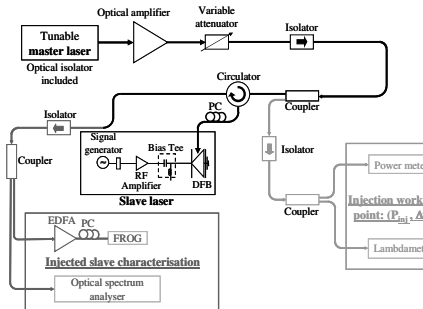 Optical amplifier
Variable
attenuator
Isolator
Tunable
master laser
Optical isolator
included
Circulator
Coupler
PC
Isolator
Signal
generator
Bias Tee
RF
Amplifier
DFB
Slave laser
Coupler
Isolator
Coupler
Power mete
Injection work
point: (Pinj, Δ
Lambdamet
EDFA
PC
FROG
Injected slave characterisation
Optical spectrum
analyser